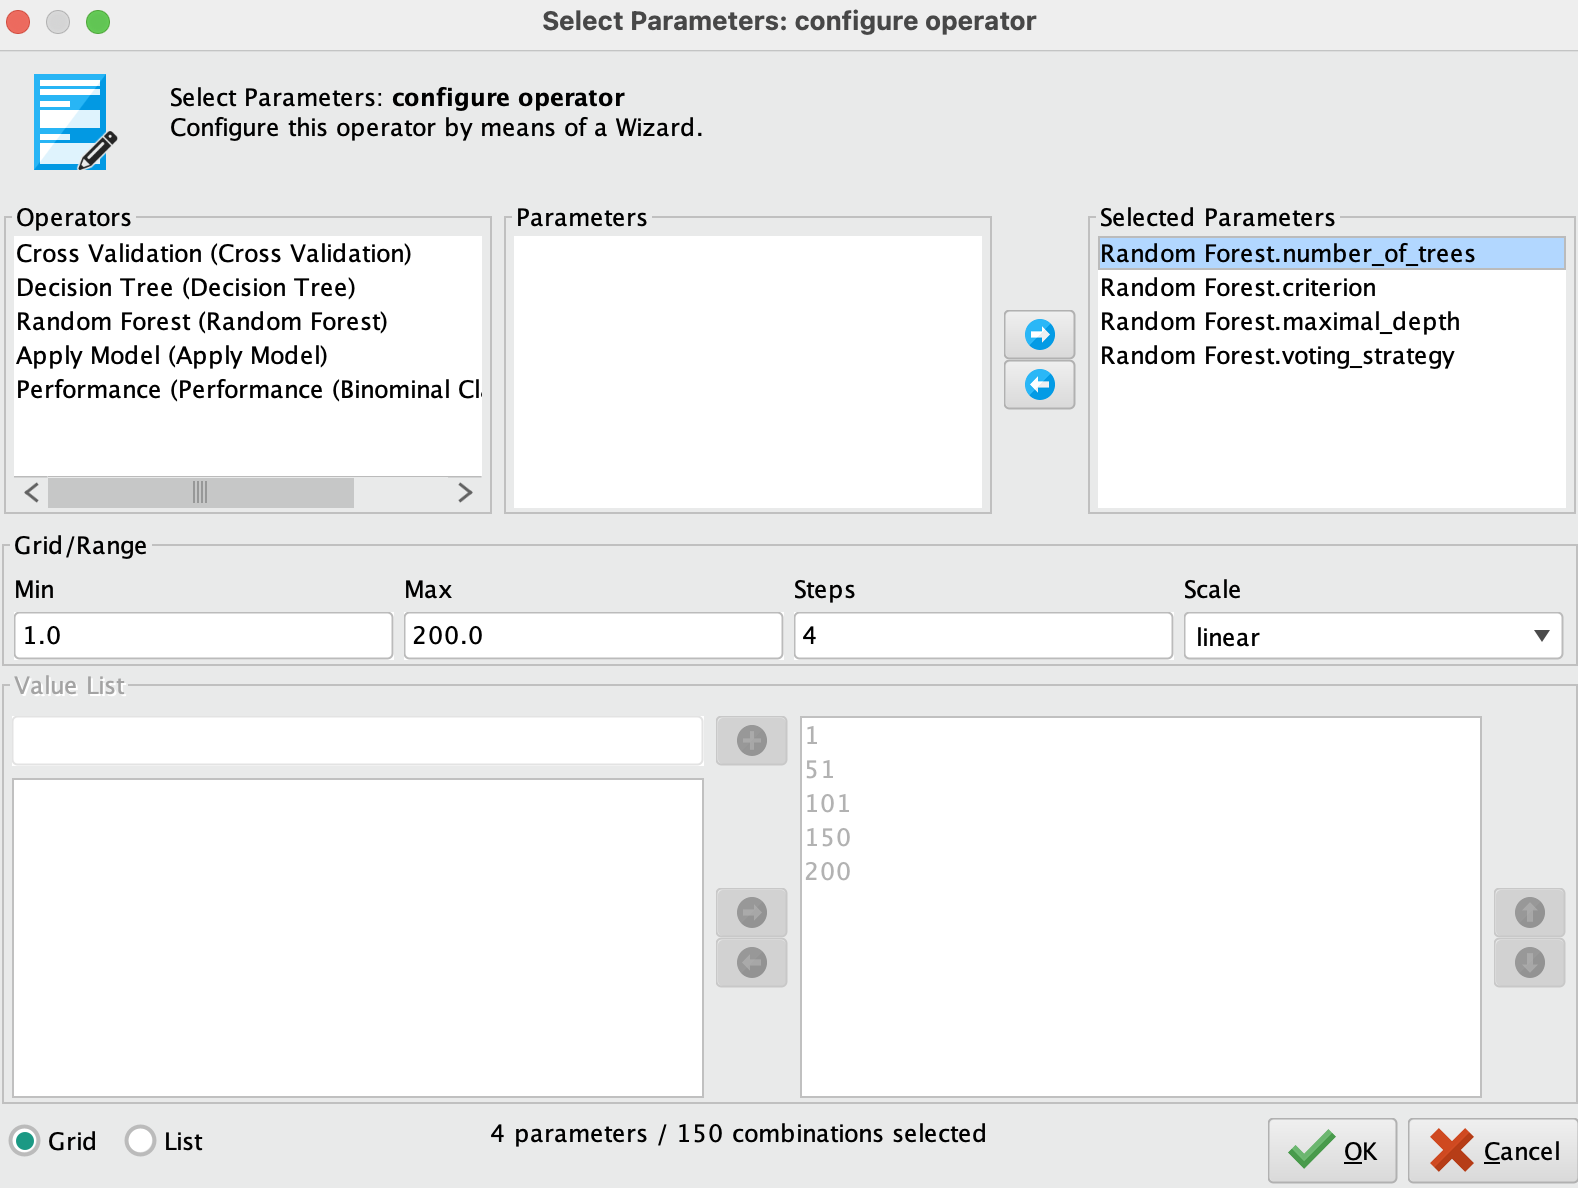 Select Parameters: configure operator
Select Parameters: configure operator
Configure this operator by means of a Wizard.
Operators
Cross Validation (Cross Validation)
Decision Tree (Decision Tree)
Random Forest (Random Forest)
Apply Model (Apply Model)
Performance (Performance (Binominal Cl
Parameters
Selected Parameters
Random Forest.number_of_trees
Random Forest.criterion
Random Forest.maximal_depth
Random Forest.voting_strategy
Grid/Range
Min
Max
Steps
Scale
1.0
200.0
4
linear
Value List
1
51
101
150
200
Grid
List
4 parameters / 150 combinations selected
OK
Cancel